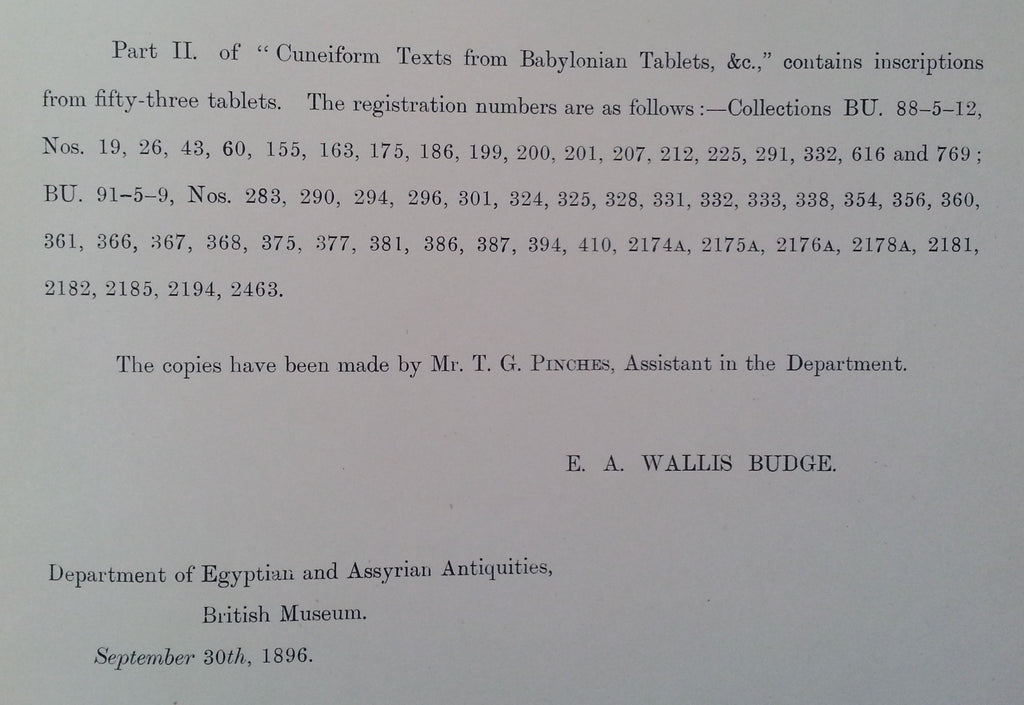 Part II. of “ Cuneiform Texts from Babylonian Tablets, &c.,” contains inscriptions
from fifty-three tablets. The registration numbers are as follows :—Collections BU. 88–5–12,
Nos. 19, 26, 43, 60, 155, 163, 175, 186, 199, 200, 201, 207, 212, 225, 291, 332, 616 and 769 ;
BU. 91–5–9, Nos. 283, 290, 294, 296, 301, 324, 325, 328, 331, 332, 333, 338, 354, 356, 360,
361, 366, 367, 368, 375, 377, 381, 386, 387, 394, 410, 2174A, 2175A, 2176A, 2178A, 2181,
2182, 2185, 2194, 2463.
The copies have been made by Mr. T. G. PINCHES, Assistant in the Department.
E. A. WALLIS BUDGE.
Department of Egyptian and Assyrian Antiquities,
British Museum.
September 30th, 1896.